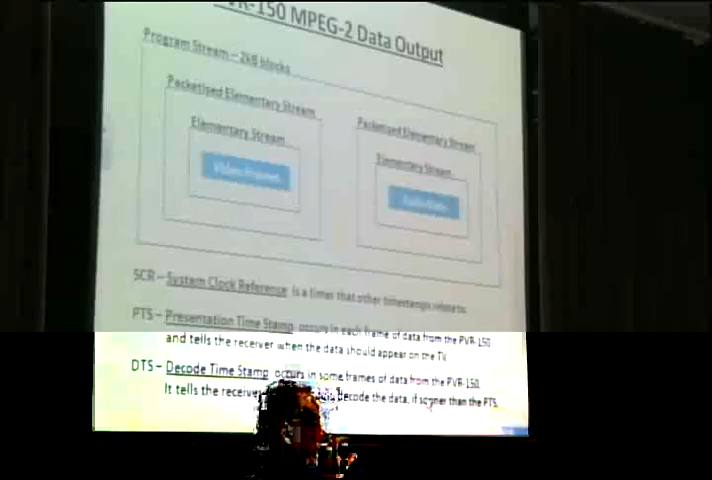 VR-150 MPEG-2 Data Output
Program Stream – 2kB blocks
Packetised Elementary Stream
Packetised Elementary Stream
Elementary Stream
Elementary Stream
Video Frames
SCR – System Clock Reference is a timer that other timestamps relate to
PTS – Presentation Time Stamp occurs in each frame of data from the PVR-150
and tells the receiver when the data should appear on the TV
DTS – Decode Time Stamp occurs in some frames of data from the PVR-150.
It tells the receiver decode the data, if sooner than the PTS.